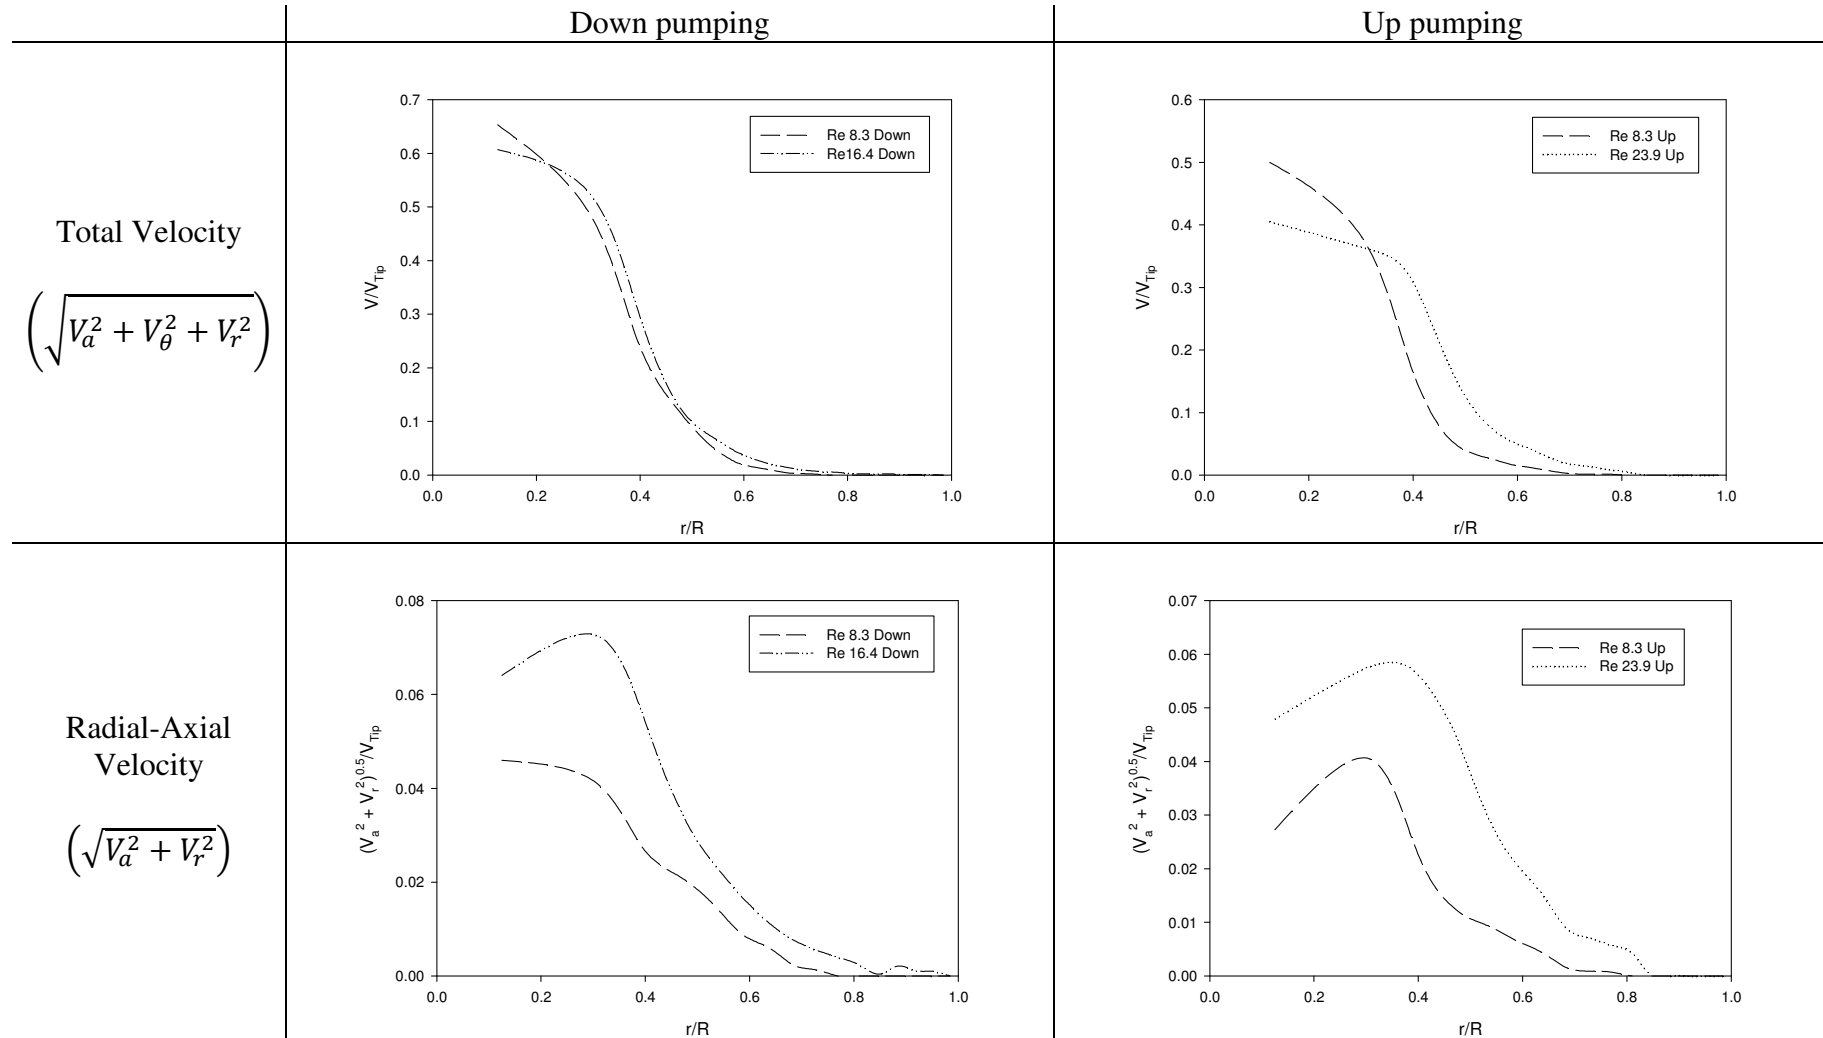 Down pumping
Up pumping
Total Velocity
(√(V_a^2 + V_θ^2 + V_r^2))
0.7
0.6
0.5
0.4
0.3
0.2
0.1
0.0
V/V_Tip
Re 8.3 Down
Re16.4 Down
0.0 0.2 0.4 0.6 0.8 1.0
r/R
0.6
0.5
0.4
0.3
0.2
0.1
0.0
V/V_Tip
Re 8.3 Up
Re 23.9 Up
0.0 0.2 0.4 0.6 0.8 1.0
r/R
Radial-Axial
Velocity
(√(V_a^2 + V_r^2))
0.08
0.06
0.04
0.02
0.00
(V_a^2 + V_r^2)^0.5/V_Tip
Re 8.3 Down
Re 16.4 Down
0.0 0.2 0.4 0.6 0.8 1.0
r/R
0.07
0.06
0.05
0.04
0.03
0.02
0.01
0.00
(V_a^2 + V_r^2)^0.5/V_Tip
Re 8.3 Up
Re 23.9 Up
0.0 0.2 0.4 0.6 0.8 1.0
r/R